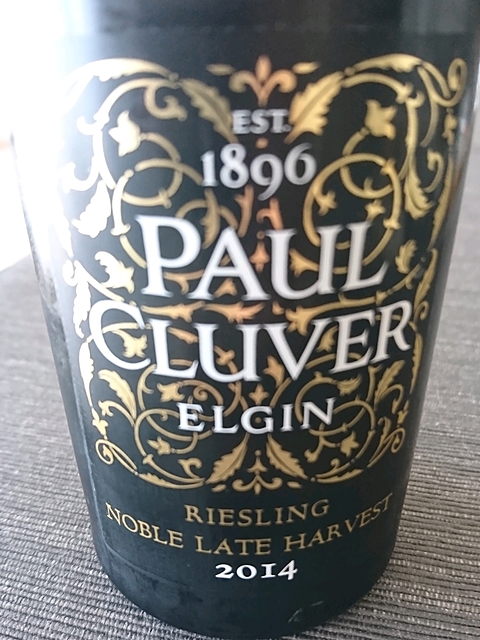 EST.
1896
PAUL
CLUVER
ELGIN
RIESLING
NOBLE LATE HARVEST
2014